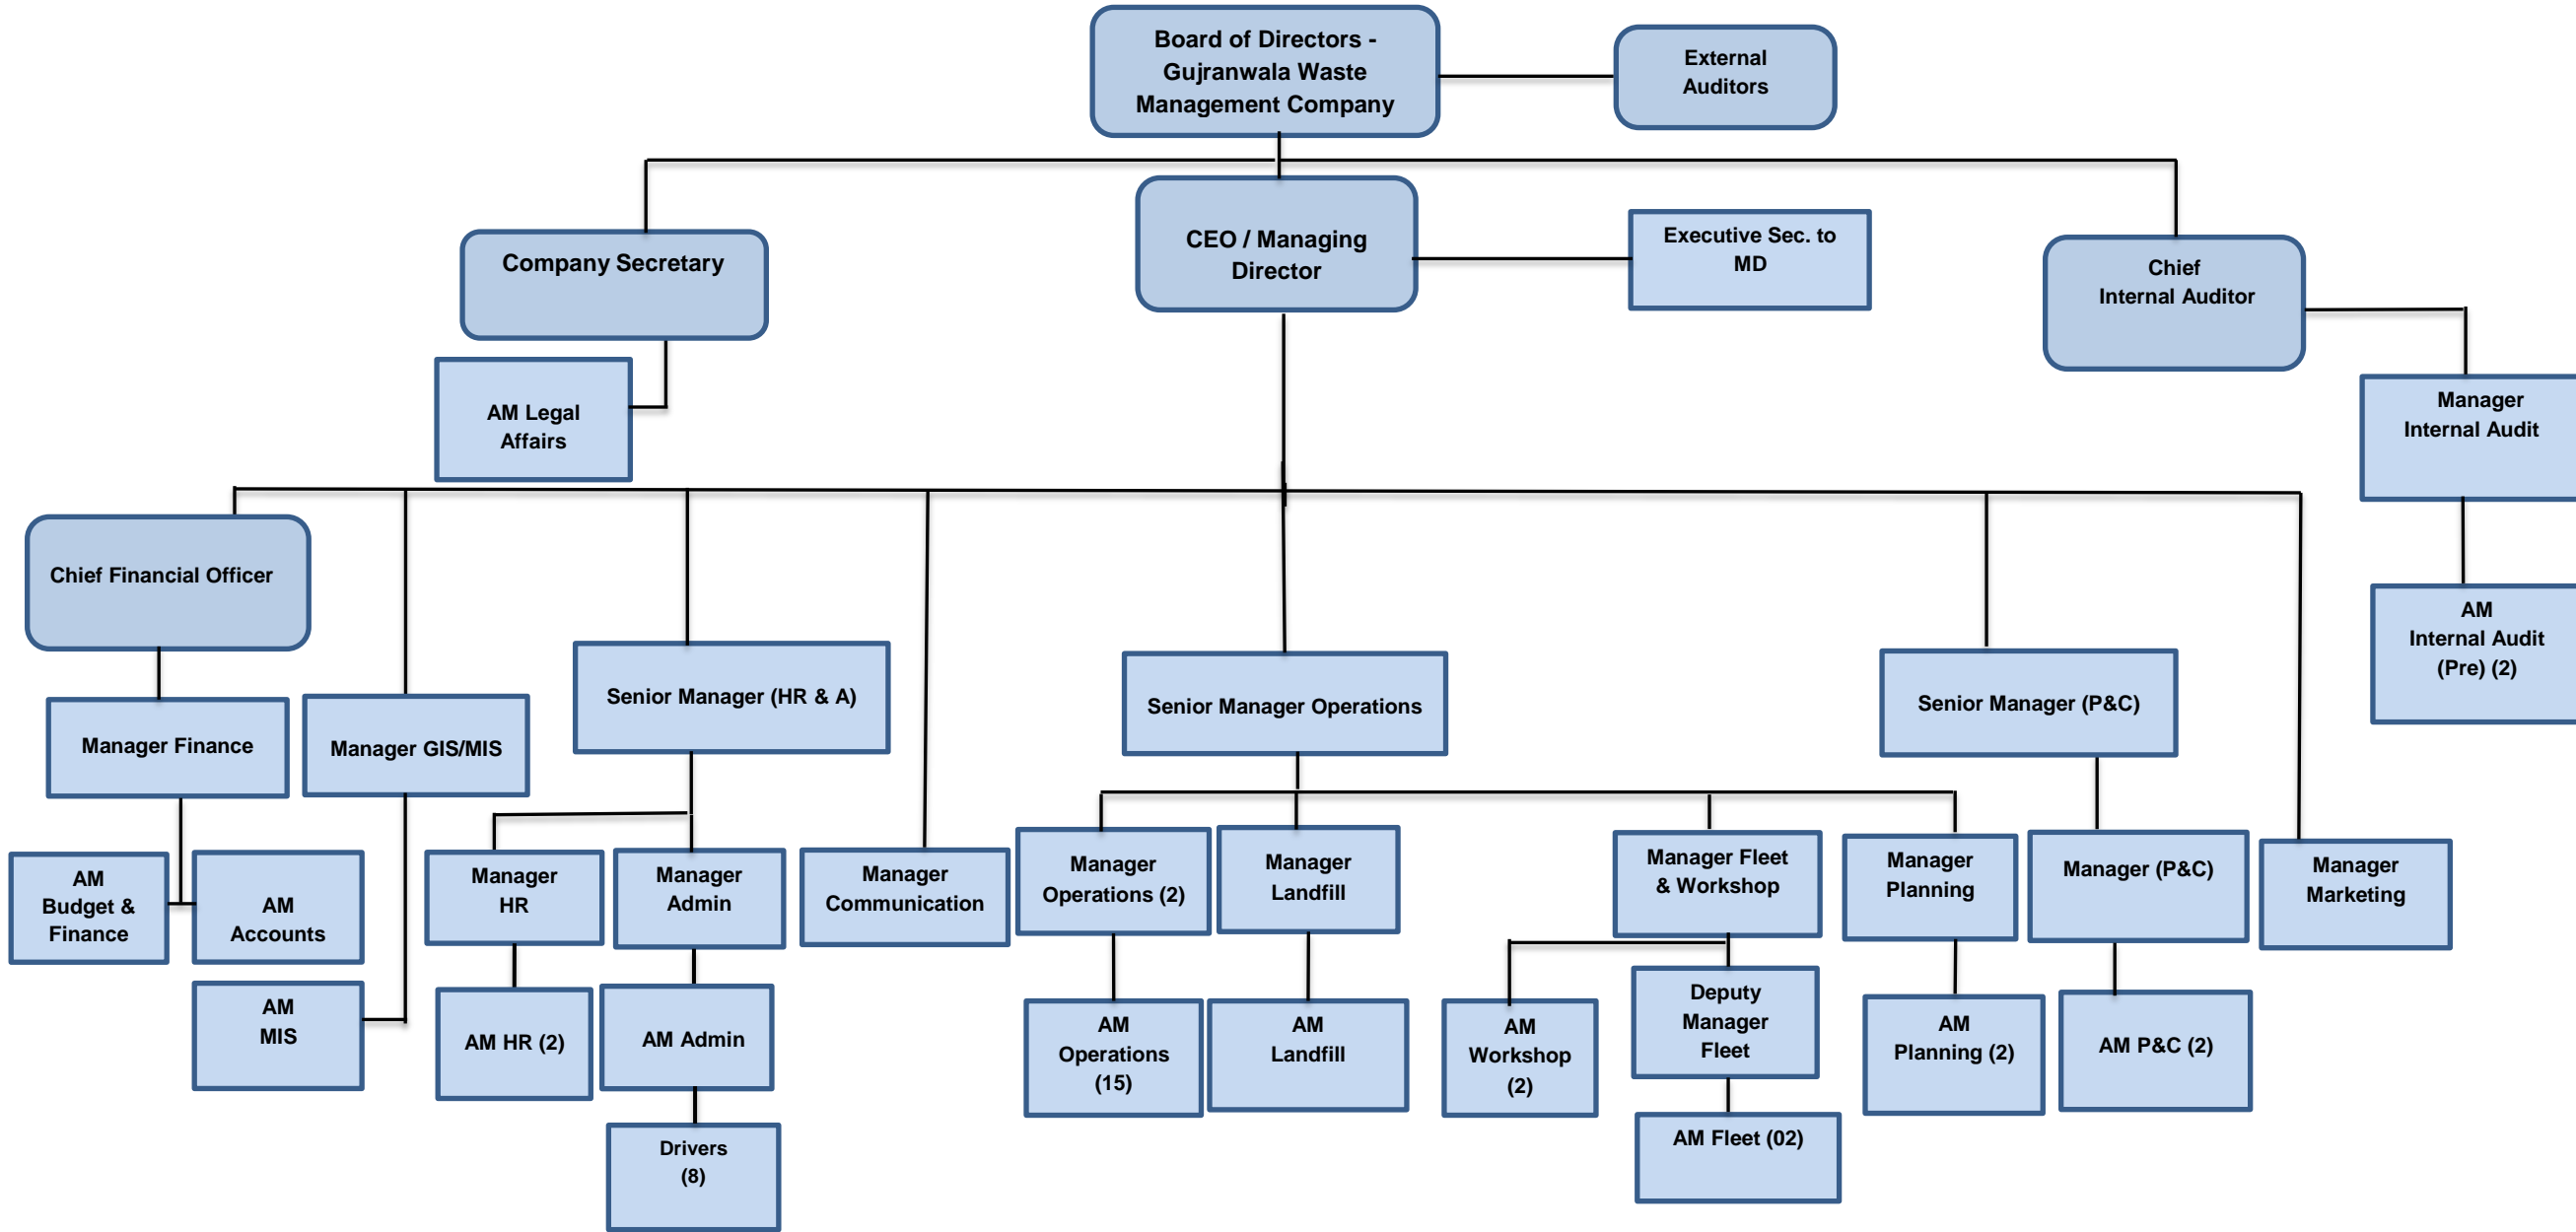 Board of Directors -
Gujranwala Waste
Management Company
External
Auditors
Company Secretary
CEO / Managing
Director
Executive Sec. to
MD
Chief
Internal Auditor
AM Legal
Affairs
Manager
Internal Audit
AM
Internal Audit
(Pre) (2)
Chief Financial Officer
Senior Manager (HR & A)
Senior Manager Operations
Senior Manager (P&C)
Manager Finance
Manager GIS/MIS
AM
Budget &
Finance
AM
Accounts
AM
MIS
Manager
HR
Manager
Admin
Manager
Communication
Manager
Operations (2)
Manager
Landfill
Manager Fleet
& Workshop
Manager
Planning
Manager (P&C)
Manager
Marketing
AM HR (2)
AM Admin
Drivers
(8)
AM
Operations
(15)
AM
Landfill
AM
Workshop
(2)
Deputy
Manager
Fleet
AM Fleet (02)
AM
Planning (2)
AM P&C (2)